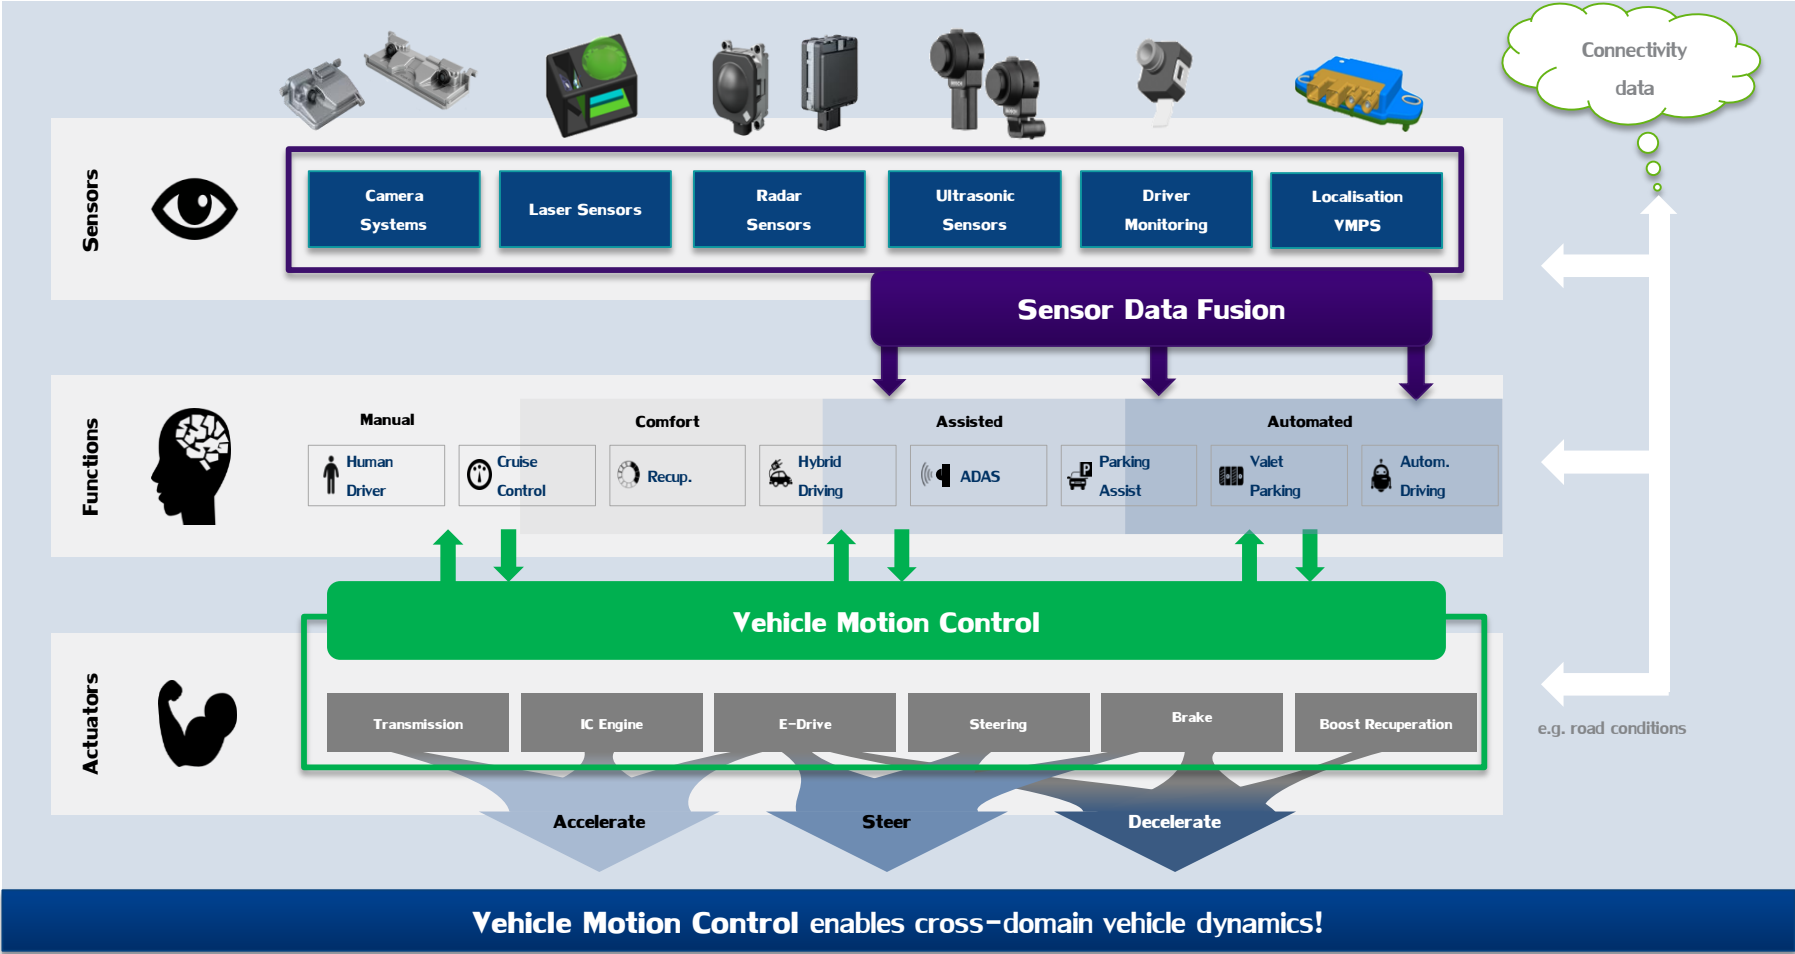 Connectivity
data
Sensors
Camera
Systems
Laser Sensors
Radar
Sensors
Ultrasonic
Sensors
Driver
Monitoring
Localisation
VMPS
Sensor Data Fusion
Functions
Manual
Comfort
Assisted
Automated
Human
Driver
Cruise
Control
Recup.
Hybrid
Driving
ADAS
P
Parking
Assist
Valet
Parking
Autom.
Driving
Vehicle Motion Control
Actuators
Transmission
IC Engine
E-Drive
Steering
Brake
Boost Recuperation
e.g. road conditions
Accelerate
Steer
Decelerate
Vehicle Motion Control enables cross-domain vehicle dynamics!